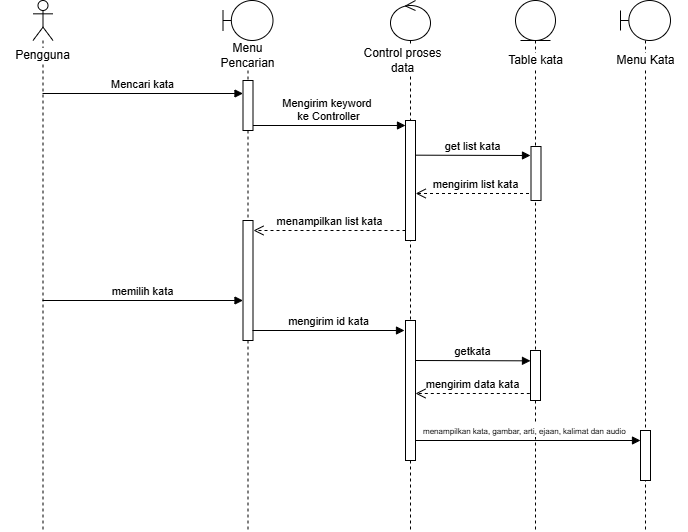 Pengguna
Menu
Pencarian
Control proses
data
Table kata
Menu Kata
Mencari kata
Mengirim keyword
ke Controller
get list kata
mengirim list kata
menampilkan list kata
memilih kata
mengirim id kata
getkata
mengirim data kata
menampilkan kata, gambar, arti, ejaan, kalimat dan audio